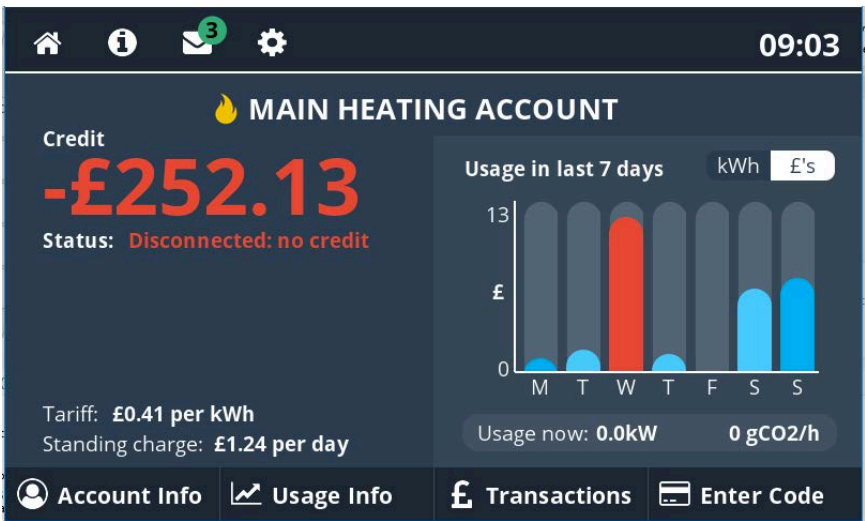 3
09:03
MAIN HEATING ACCOUNT
Credit
-£252.13
Status: Disconnected: no credit
Tariff: £0.41 per kWh
Standing charge: £1.24 per day
Usage in last 7 days
kWh £'s
13
£
0
M T W T F S S
Usage now: 0.0kW 0 gCO2/h
Account Info Usage Info £ Transactions Enter Code